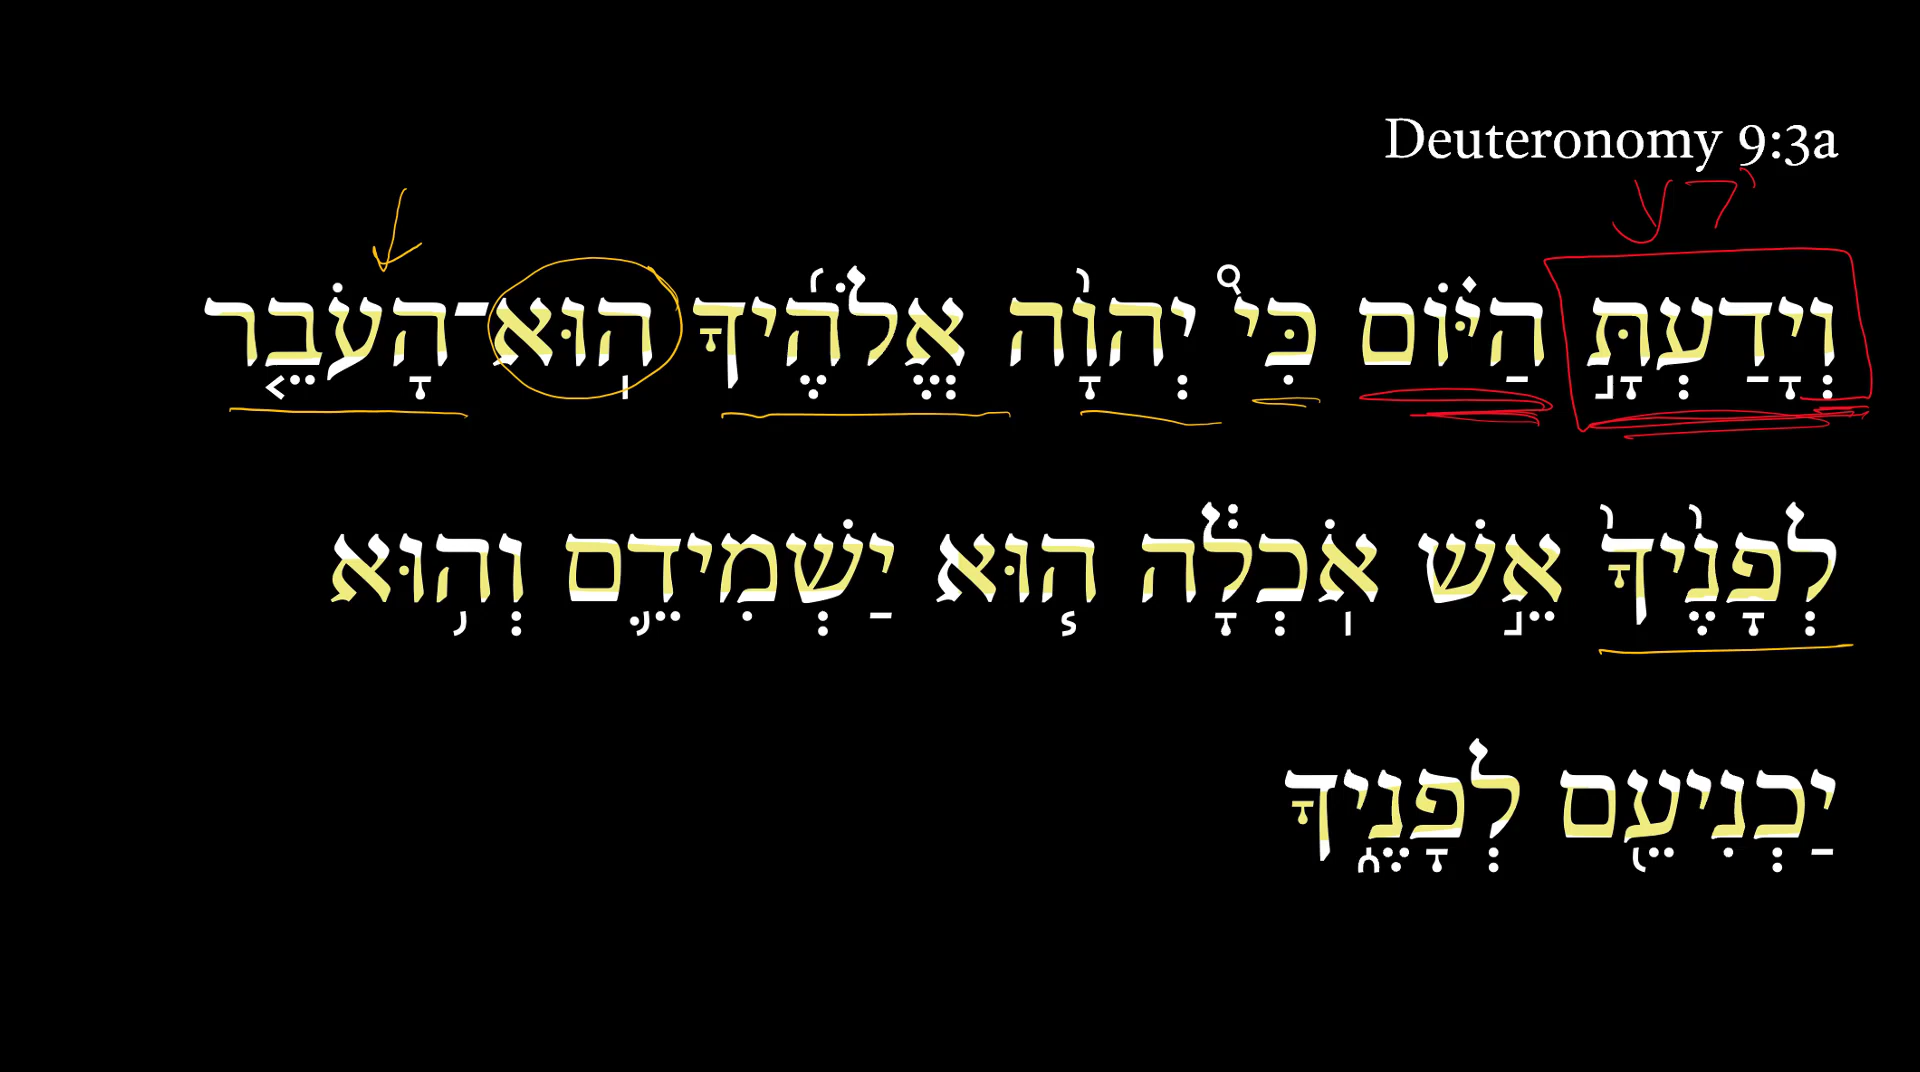 Deuteronomy 9:3a
וְיָדַעְתָּ֣ הַיּ֗וֹם כִּי֩ יְהוָ֨ה אֱלֹהֶ֜יךָ הֽוּא־הָעֹבֵ֤ר
לְפָנֶ֙יךָ֙ אֵ֣שׁ אֹֽכְלָ֔ה ה֧וּא יַשְׁמִידֵ֛ם וְה֥וּא
יַכְנִיעֵ֖ם לְפָנֶ֑יךָ